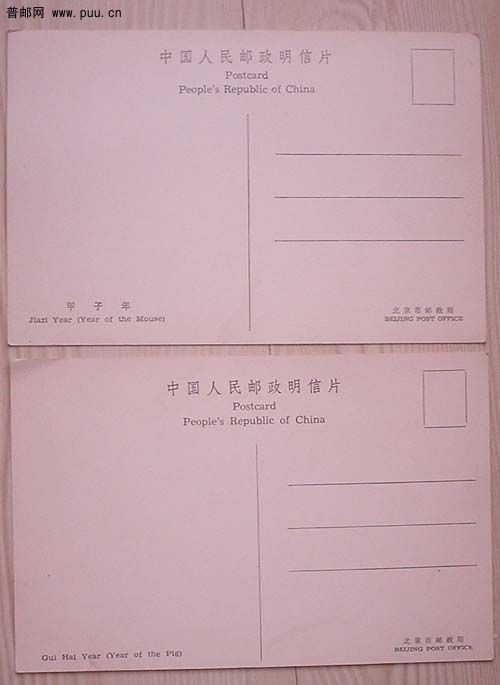 普邮网 www.puu.cn
中国人民邮政明信片
Postcard
People's Republic of China
甲子年
Jiazi Year (Year of the Mouse)
北京市邮政局
BEIJING POST OFFICE
中国人民邮政明信片
Postcard
People's Republic of China
Gui Hai Year (Year of the Pig)
北京市邮政局
BEIJING POST OFFICE